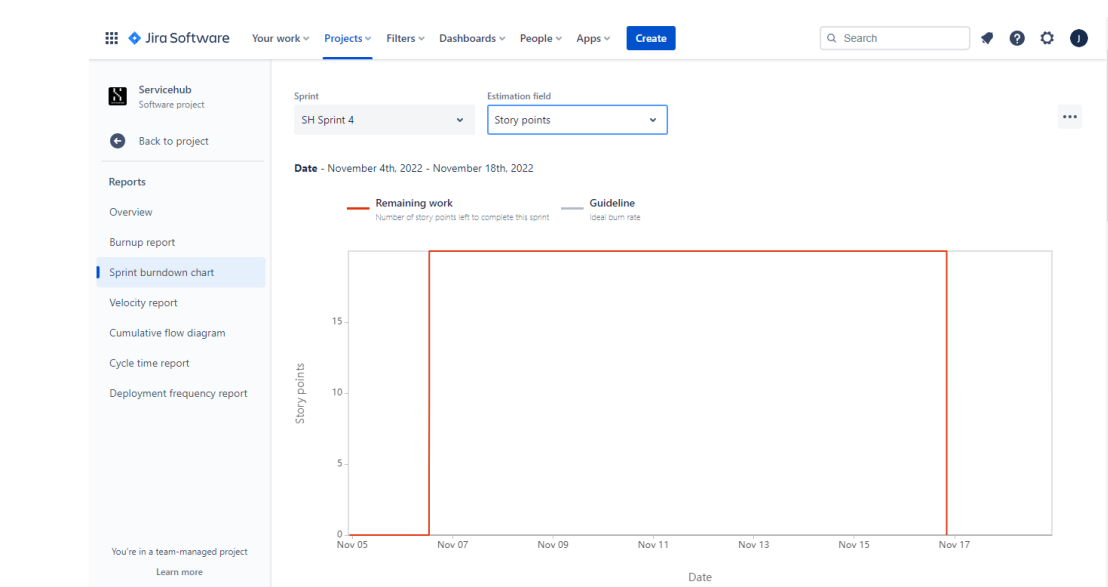 Jira Software
Your work
Projects
Filters
Dashboards
People
Apps
Create
Search
J
Servicehub
Software project
Back to project
Reports
Overview
Burnup report
Sprint burndown chart
Velocity report
Cumulative flow diagram
Cycle time report
Deployment frequency report
You're in a team-managed project
Learn more
Sprint
SH Sprint 4
Estimation field
Story points
Date - November 4th, 2022 - November 18th, 2022
Remaining work
Number of story points left to complete this sprint
Guideline
Ideal burn rate
Story points
15
10
5
0
Nov 05
Nov 07
Nov 09
Nov 11
Nov 13
Nov 15
Nov 17
Date